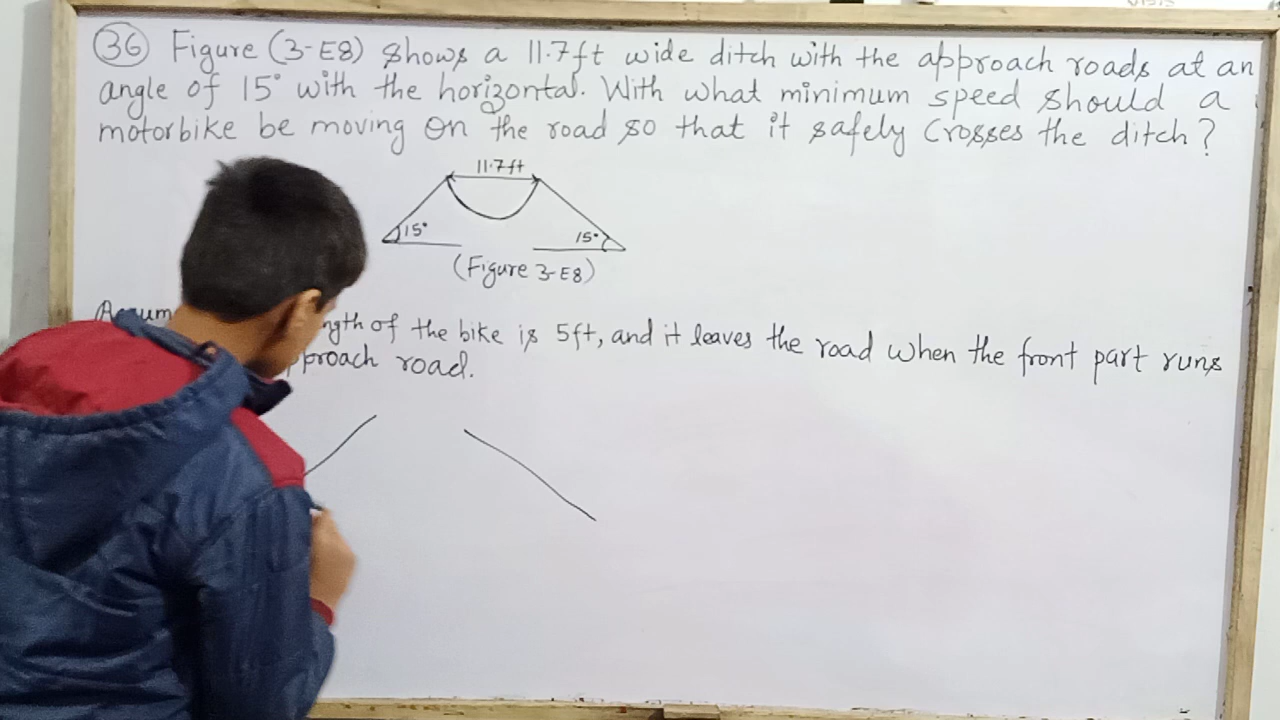 36 Figure (3-E8) shows a 11.7ft wide ditch with the approach roads at an
angle of 15° with the horizontal. With what minimum speed should a
motorbike be moving on the road so that it safely Crosses the ditch?
11.7ft
15° 15°
(Figure 3-E8)
of the bike is 5ft, and it leaves the road when the front part runs
road.